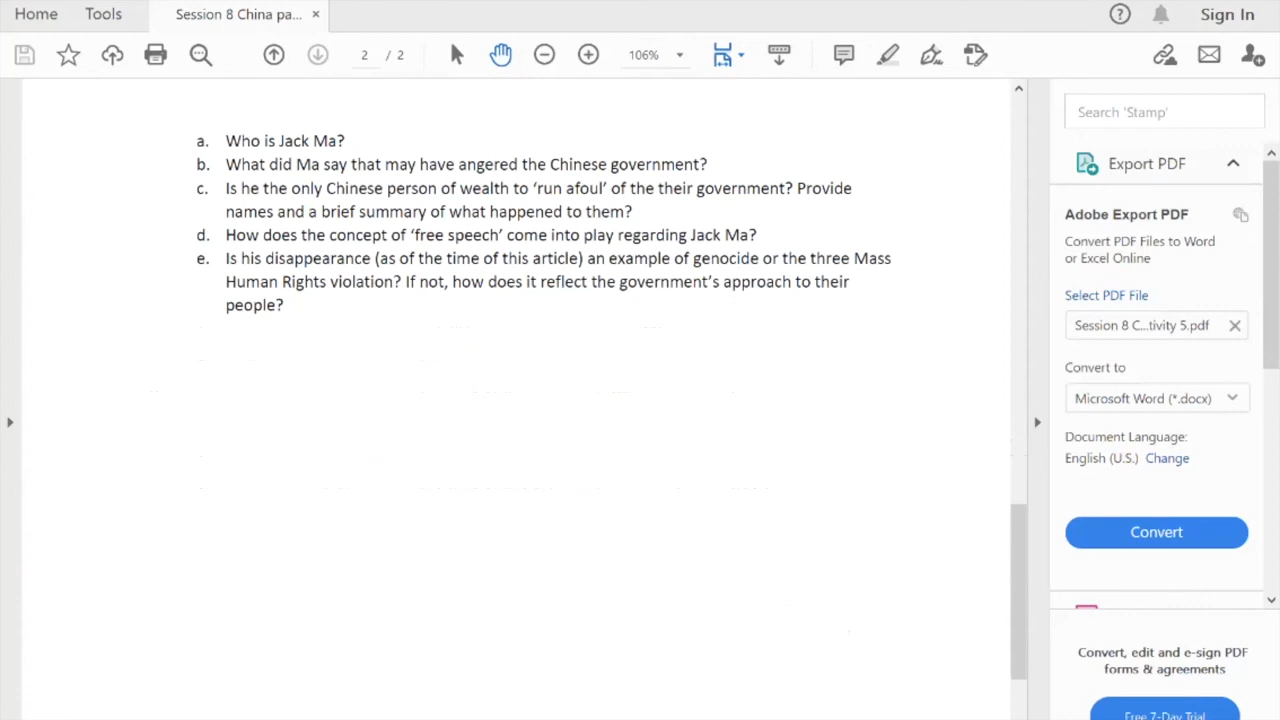 Home Tools Session 8 China pa... × Sign In
2 / 2 106%
a. Who is Jack Ma?
b. What did Ma say that may have angered the Chinese government?
c. Is he the only Chinese person of wealth to ‘run afoul’ of the their government? Provide
names and a brief summary of what happened to them?
d. How does the concept of ‘free speech’ come into play regarding Jack Ma?
e. Is his disappearance (as of the time of this article) an example of genocide or the three Mass
Human Rights violation? If not, how does it reflect the government’s approach to their
people?
Search 'Stamp'
Export PDF
Adobe Export PDF
Convert PDF Files to Word
or Excel Online
Select PDF File
Session 8 C...tivity 5.pdf
Convert to
Microsoft Word (*.docx)
Document Language:
English (U.S.) Change
Convert
Convert, edit and e-sign PDF
forms & agreements
Free 7-Day Trial